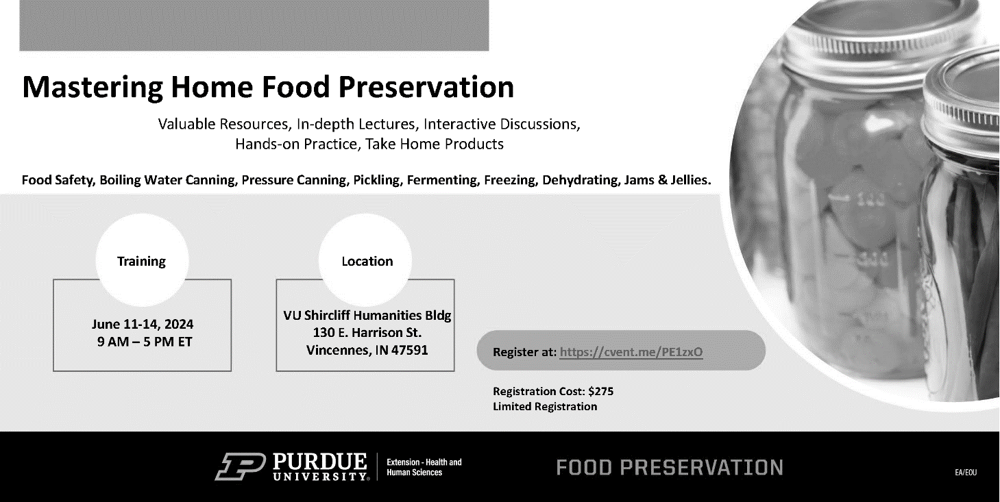 Mastering Home Food Preservation
Valuable Resources, In-depth Lectures, Interactive Discussions,
Hands-on Practice, Take Home Products
Food Safety, Boiling Water Canning, Pressure Canning, Pickling, Fermenting, Freezing, Dehydrating, Jams & Jellies.
Training
June 11-14, 2024
9 AM – 5 PM ET
Location
VU Shircliff Humanities Bldg
130 E. Harrison St.
Vincennes, IN 47591
Register at: https://cvent.me/PE1zxO
Registration Cost: $275
Limited Registration
PURDUE
UNIVERSITY®
Extension - Health and
Human Sciences
FOOD PRESERVATION
EA/EOU